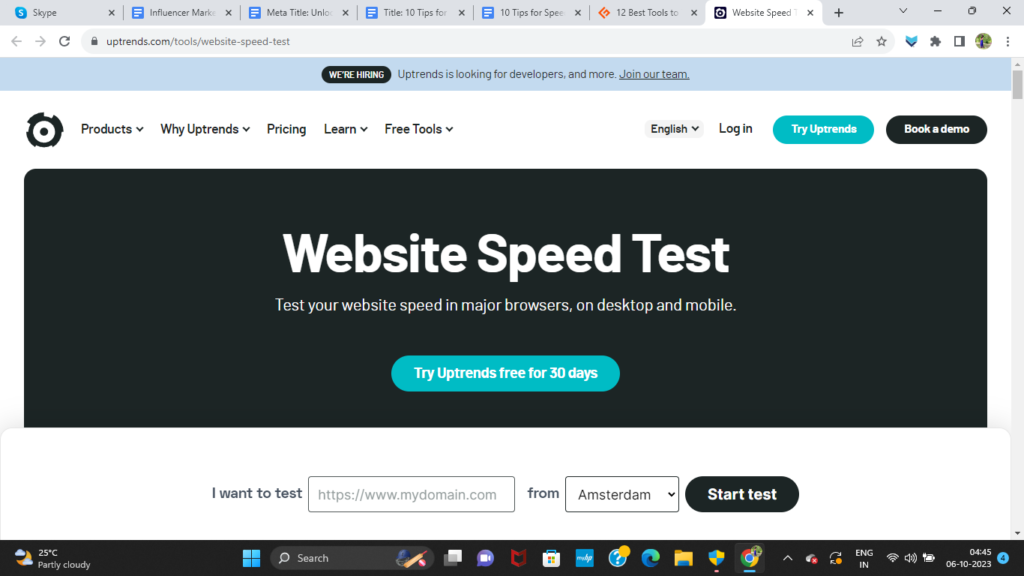 Skype
Influencer Marke
Meta Title: Unlo
Title: 10 Tips for
10 Tips for Spee
12 Best Tools to
Website Speed T
uptrends.com/tools/website-speed-test
WE'RE HIRING Uptrends is looking for developers, and more. Join our team.
Products Why Uptrends Pricing Learn Free Tools English Log in Try Uptrends Book a demo
Website Speed Test
Test your website speed in major browsers, on desktop and mobile.
Try Uptrends free for 30 days
I want to test https://www.mydomain.com from Amsterdam Start test
25°C
Partly cloudy
Search
ENG
IN
04:45
06-10-2023
4